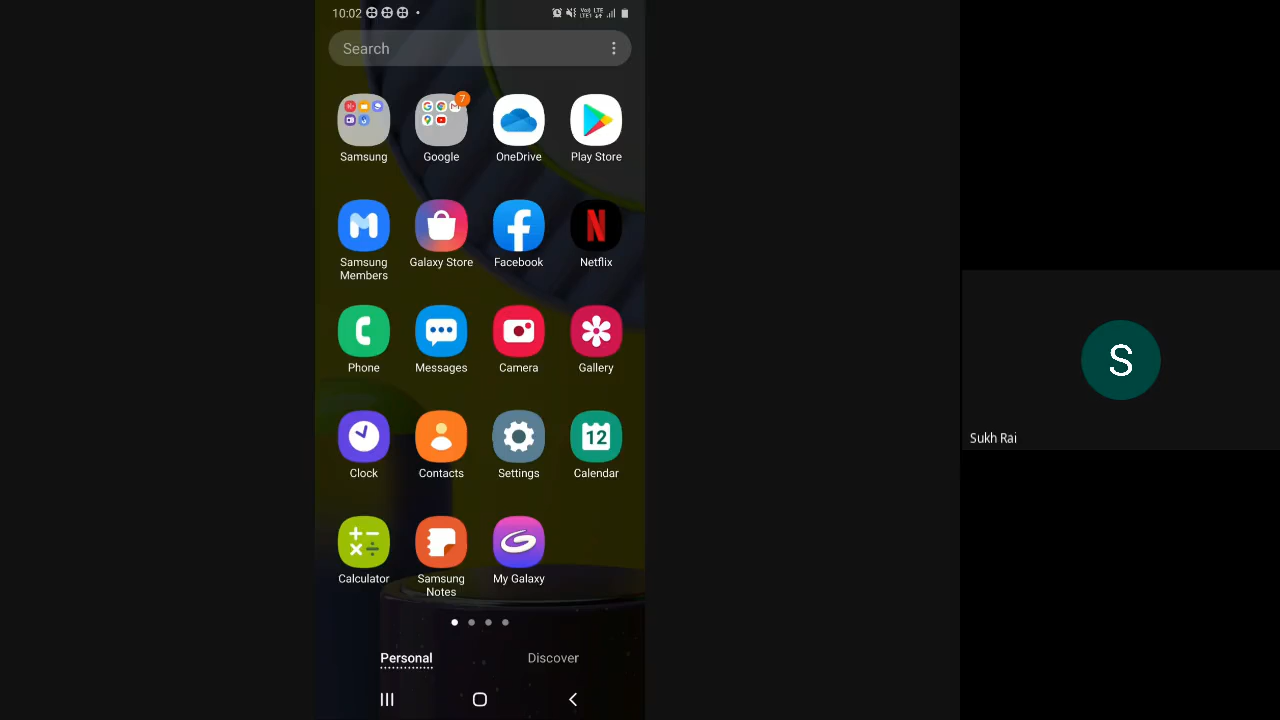 10:02
Search
7
Samsung
Google
OneDrive
Play Store
Samsung
Members
Galaxy Store
Facebook
Netflix
Phone
Messages
Camera
Gallery
12
Clock
Contacts
Settings
Calendar
Calculator
Samsung
Notes
My Galaxy
Personal
Discover
S
Sukh Rai